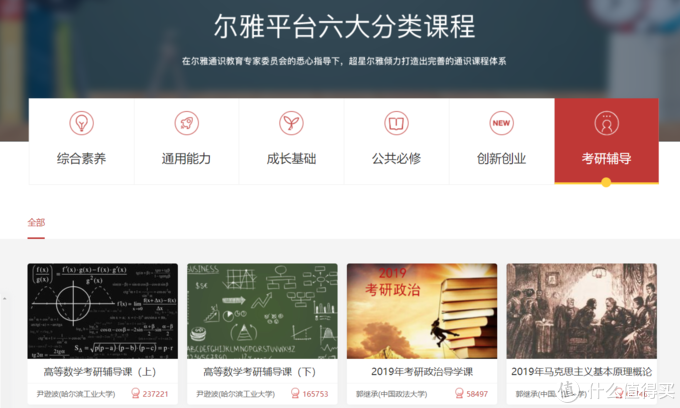 尔雅平台六大分类课程
在尔雅通识教育专家委员会的悉心指导下，超星尔雅倾力打造出完善的通识课程体系
综合素养
通用能力
成长基础
公共必修
NEW
创新创业
考研辅导
全部
BUSINESS
2019
考研政治
高等数学考研辅导课（上）
高等数学考研辅导课（下）
2019年考研政治导学课
2019年马克思主义基本原理概论
尹逊波(哈尔滨工业大学)
237221
尹逊波(哈尔滨工业大学)
165753
郭继承(中国政法大学)
58497
郭继承(中国
值 什么值得买